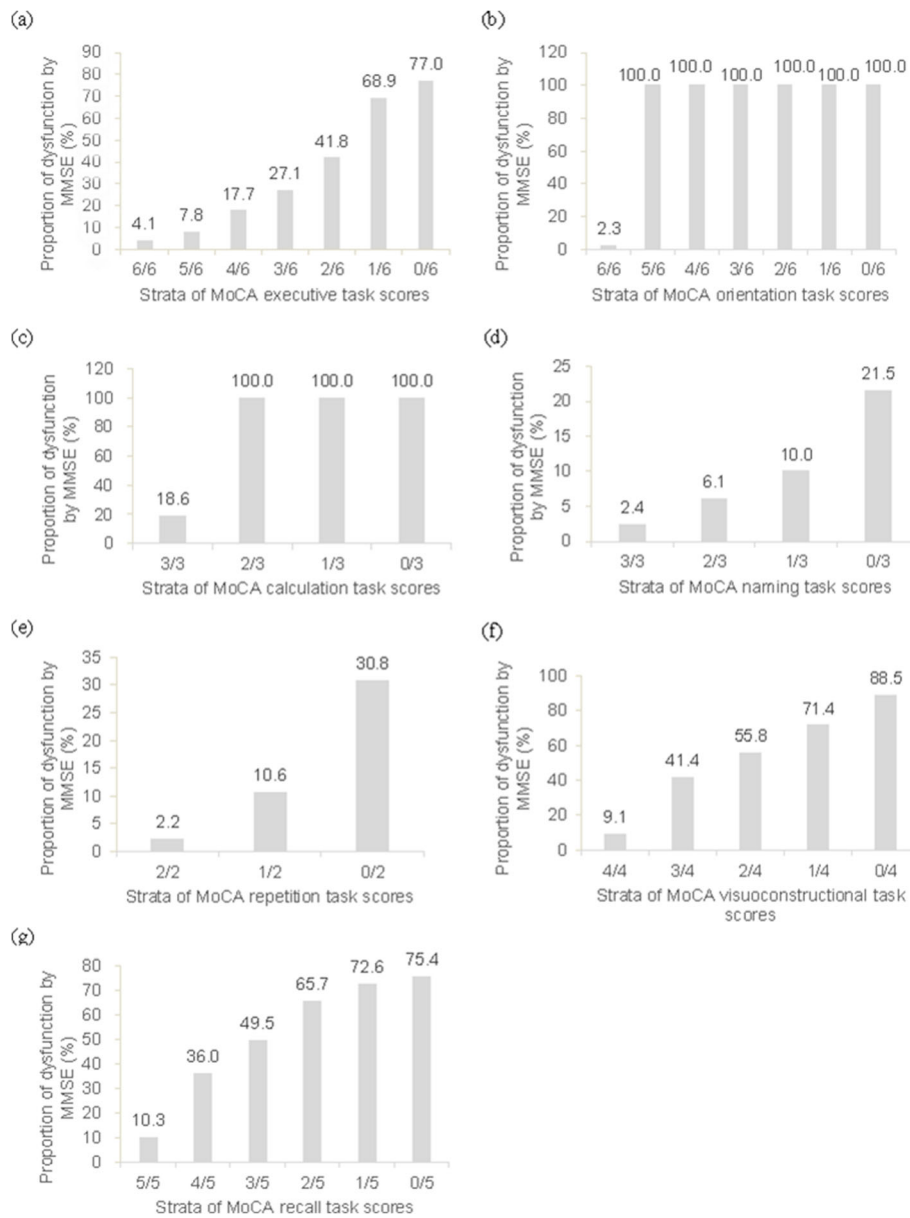 (a)
Proportion of dysfunction by
MMSE (%)
90
80
70
60
50
40
30
20
10
0
4.1
7.8
17.7
27.1
41.8
68.9
77.0
6/6 5/6 4/6 3/6 2/6 1/6 0/6
Strata of MoCA executive task scores
(b)
Proportion of dysfunction by
MMSE (%)
120
100
80
60
40
20
0
2.3
100.0
100.0
100.0
100.0
100.0
100.0
6/6 5/6 4/6 3/6 2/6 1/6 0/6
Strata of MoCA orientation task scores
(c)
Proportion of dysfunction
by MMSE (%)
120
100
80
60
40
20
0
18.6
100.0
100.0
100.0
3/3 2/3 1/3 0/3
Strata of MoCA calculation task scores
(d)
Proportion of dysfunction
by MMSE (%)
25
20
15
10
5
0
2.4
6.1
10.0
21.5
3/3 2/3 1/3 0/3
Strata of MoCA naming task scores
(e)
Proportion of dysfunction by
MMSE (%)
35
30
25
20
15
10
5
0
2.2
10.6
30.8
2/2 1/2 0/2
Strata of MoCA repetition task scores
(f)
Proportion of dysfunction by
MMSE (%)
100
80
60
40
20
0
9.1
41.4
55.8
71.4
88.5
4/4 3/4 2/4 1/4 0/4
Strata of MoCA visuoconstructional task
scores
(g)
Proportion of dysfunction by
MMSE (%)
80
70
60
50
40
30
20
10
0
10.3
36.0
49.5
65.7
72.6
75.4
5/5 4/5 3/5 2/5 1/5 0/5
Strata of MoCA recall task scores